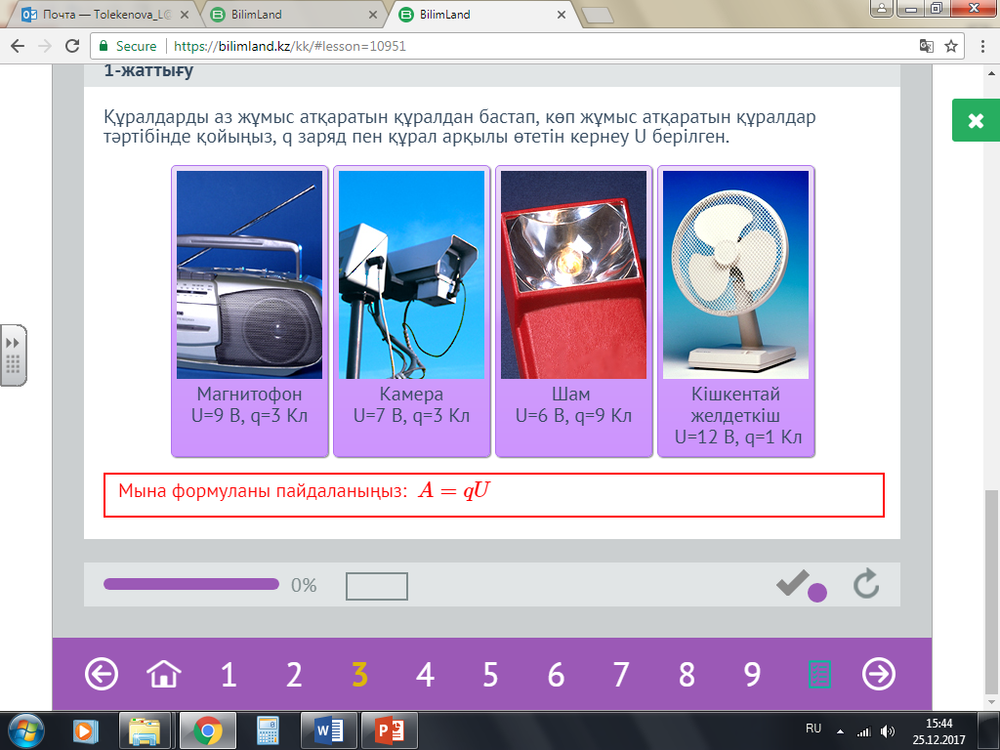 Почта — Tolekenova_L@
BilimLand
BilimLand
Secure
https://bilimland.kz/kk/#lesson=10951
1-жаттығу
Құралдарды аз жұмыс атқаратын құралдан бастап, көп жұмыс атқаратын құралдар
тәртібінде қойыңыз, q заряд пен құрал арқылы өтетін кернеу U берілген.
Магнитофон
U=9 В, q=3 Кл
Камера
U=7 В, q=3 Кл
Шам
U=6 В, q=9 Кл
Кішкентай
желдеткіш
U=12 В, q=1 Кл
Мына формуланы пайдаланыңыз: A = qU
0%
1 2 3 4 5 6 7 8 9
RU
15:44
25.12.2017